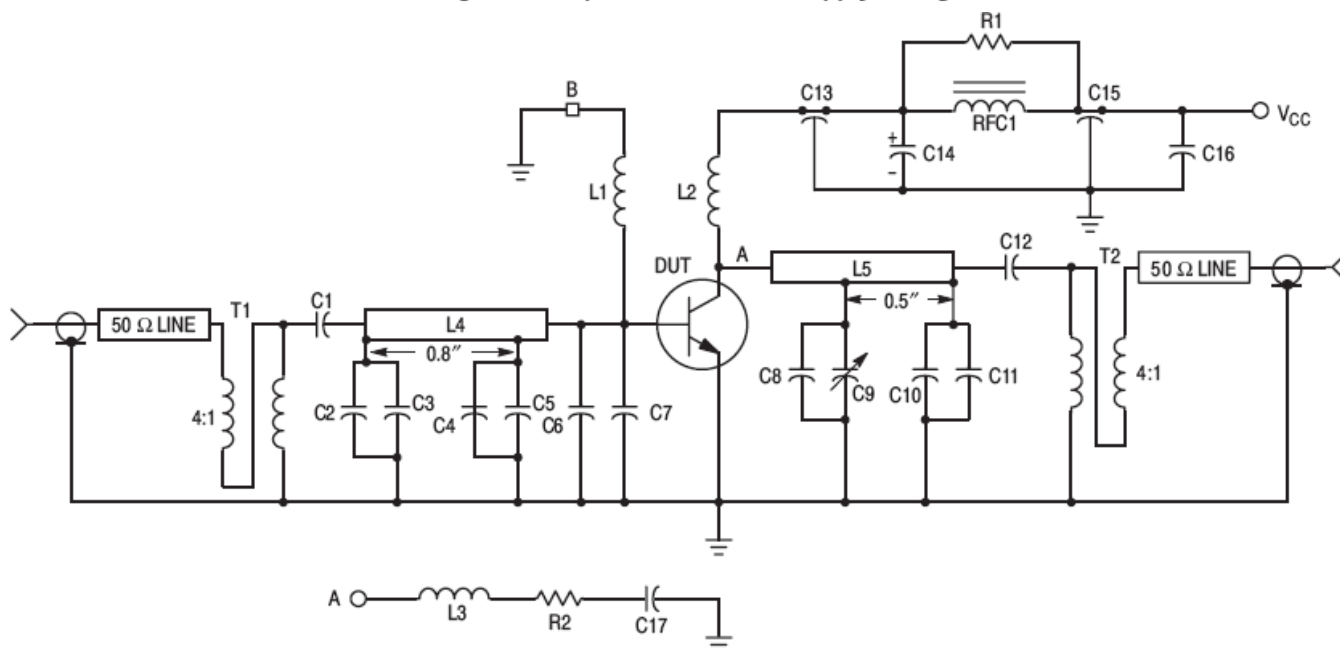 R1
B
C13
C15
RFC1
VCC
C14
+
−
C16
L1
L2
C12
T2
DUT
A
L5
50 Ω LINE
0.5″
T1
C1
50 Ω LINE
L4
0.8″
C8
C9
C10
C11
4:1
4:1
C2
C3
C4
C5
C6
C7
A
L3
R2
C17